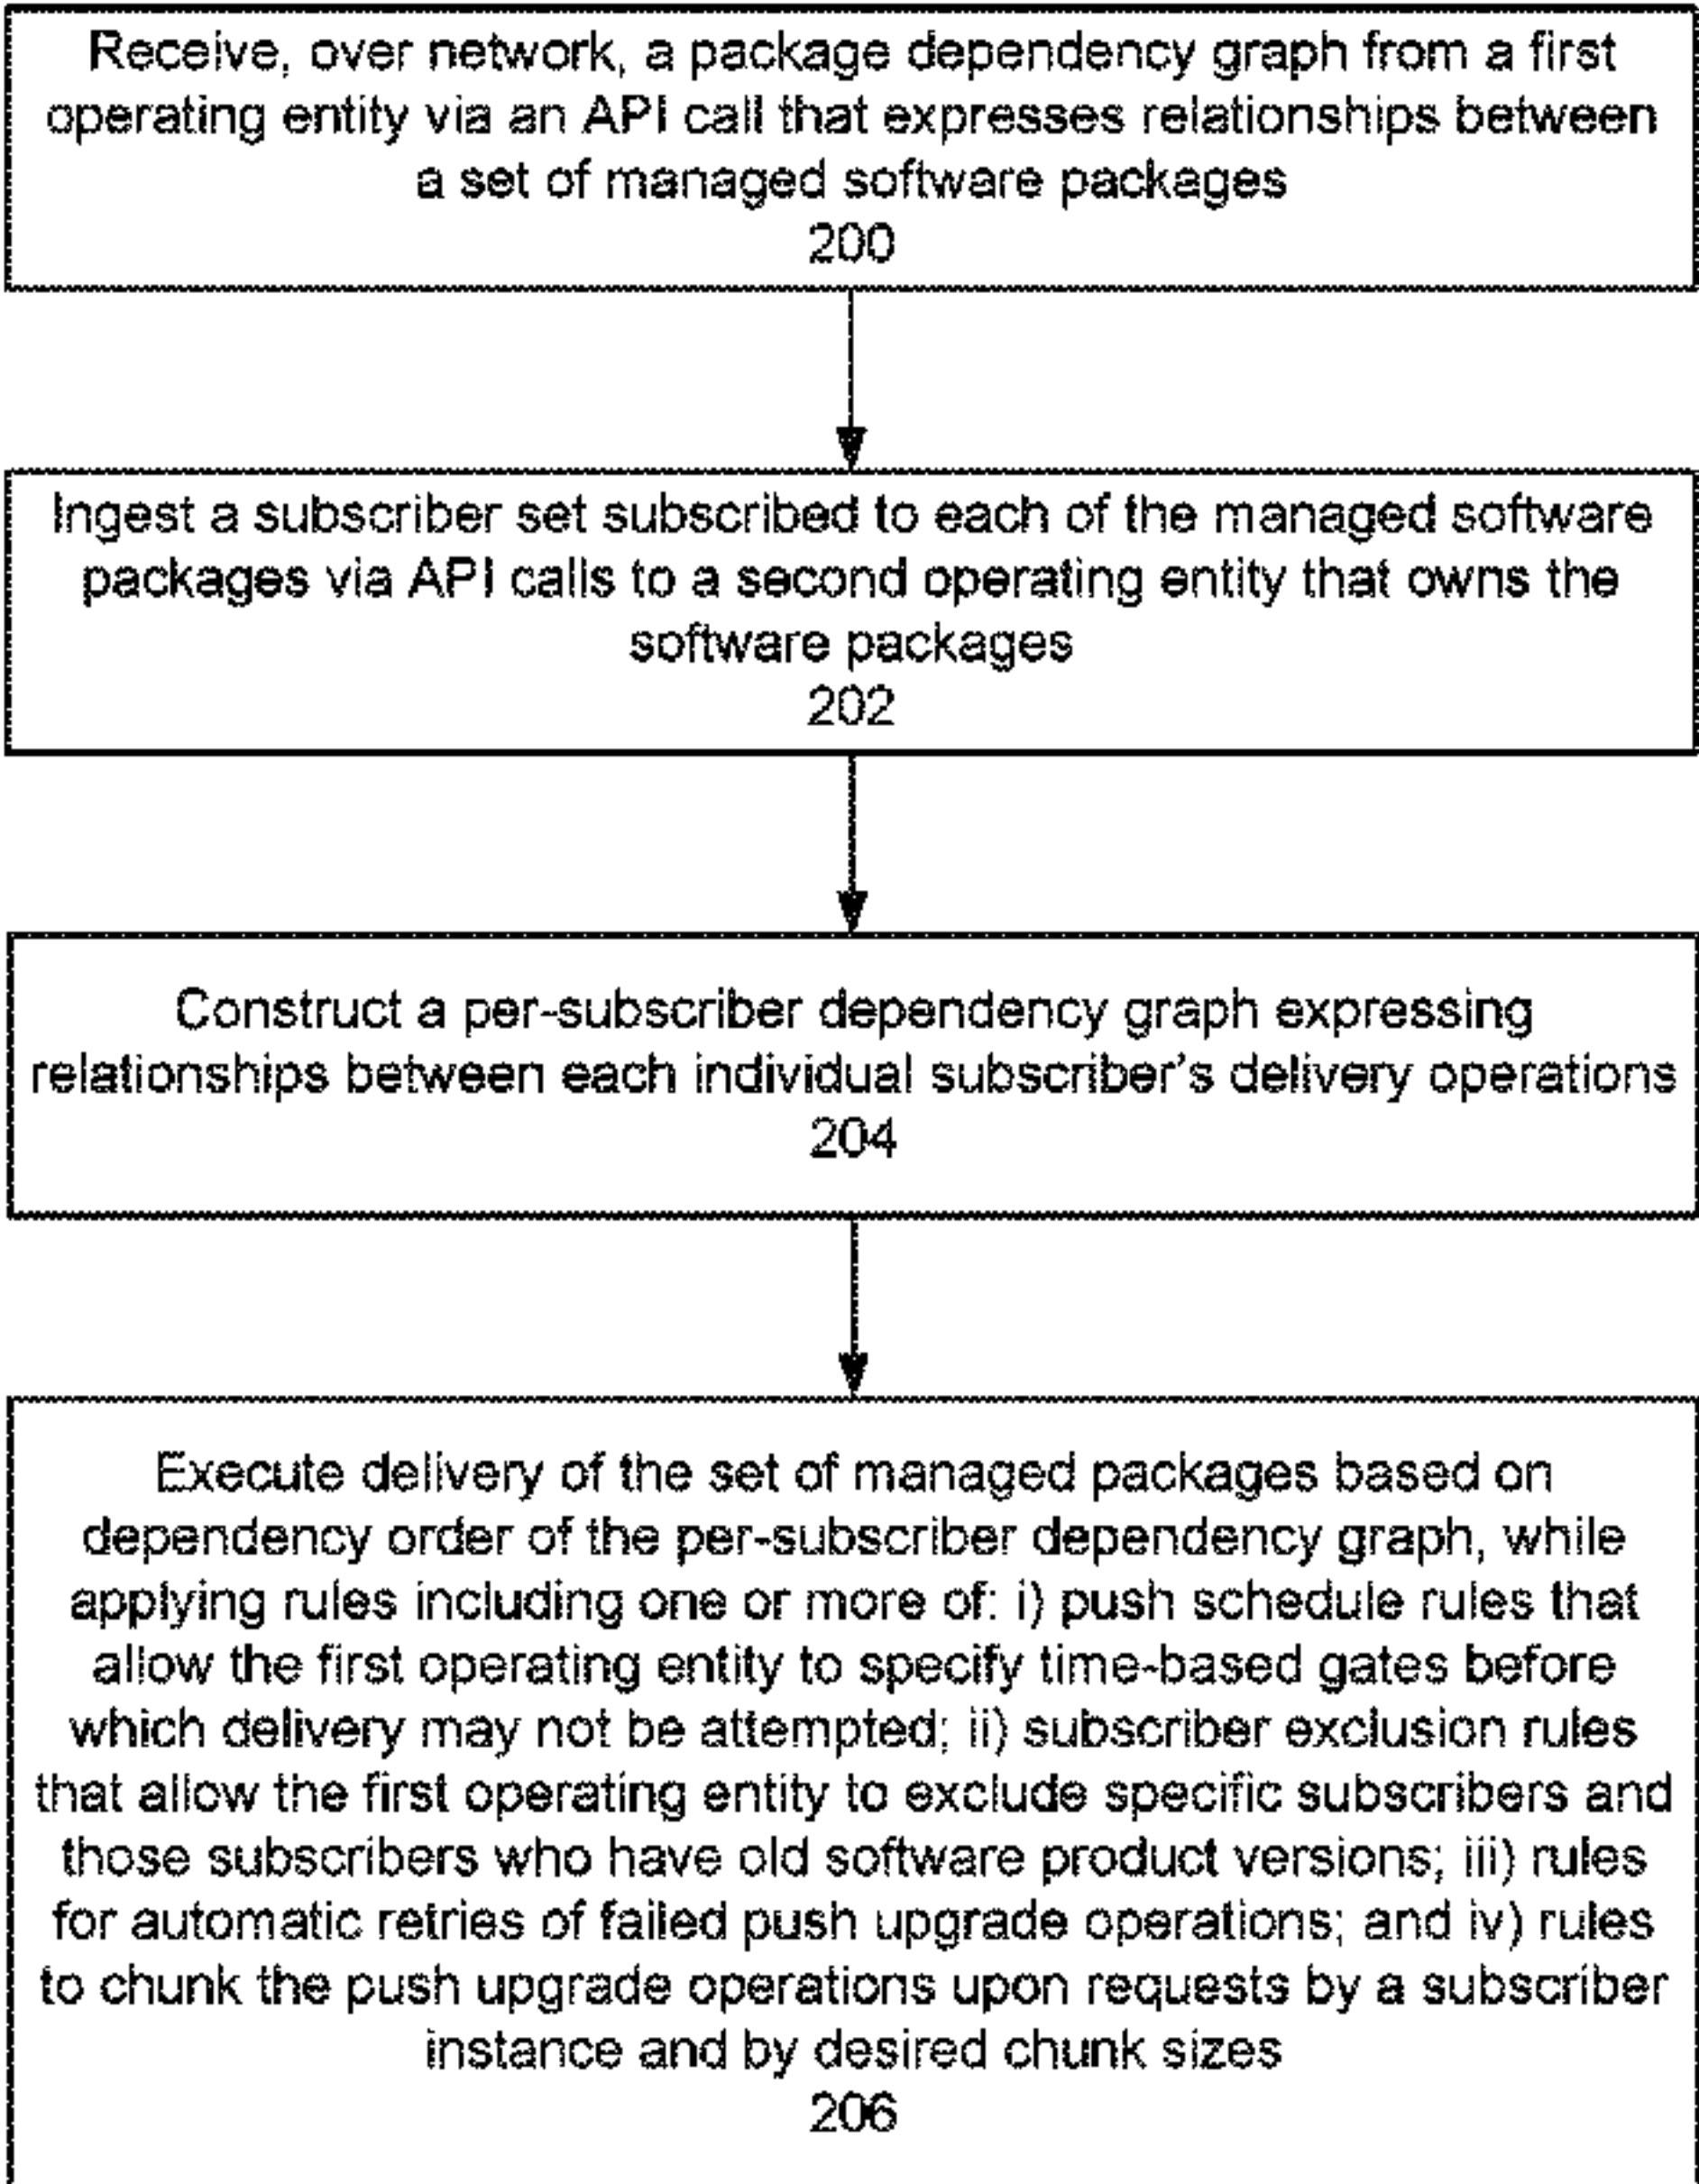 Receive, over network, a package dependency graph from a first
operating entity via an API call that expresses relationships between
a set of managed software packages
200
Ingest a subscriber set subscribed to each of the managed software
packages via API calls to a second operating entity that owns the
software packages
202
Construct a per-subscriber dependency graph expressing
relationships between each individual subscriber's delivery operations
204
Execute delivery of the set of managed packages based on
dependency order of the per-subscriber dependency graph, while
applying rules including one or more of: i) push schedule rules that
allow the first operating entity to specify time-based gates before
which delivery may not be attempted; ii) subscriber exclusion rules
that allow the first operating entity to exclude specific subscribers and
those subscribers who have old software product versions; iii) rules
for automatic retries of failed push upgrade operations; and iv) rules
to chunk the push upgrade operations upon requests by a subscriber
instance and by desired chunk sizes
206